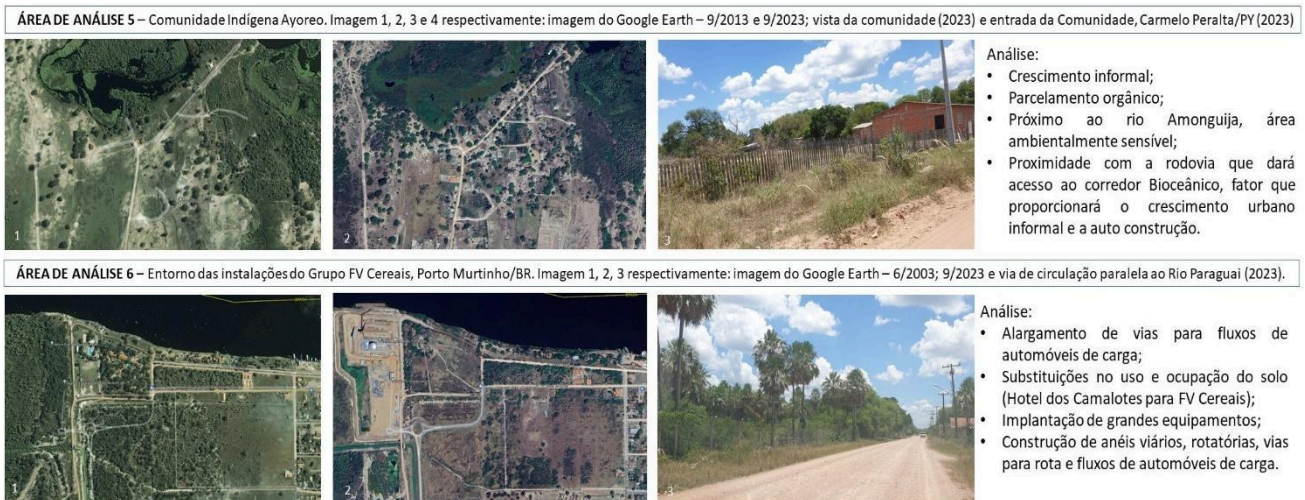 ÁREA DE ANÁLISE 5 – Comunidade Indígena Ayoreo. Imagem 1, 2, 3 e 4 respectivamente: imagem do Google Earth – 9/2013 e 9/2023; vista da comunidade (2023) e entrada da Comunidade, Carmelo Peralta/PY (2023)
1
2
3
Análise:
• Crescimento informal;
• Parcelamento orgânico;
• Próximo ao rio Amonguija, área
ambientalmente sensível;
• Proximidade com a rodovia que dará
acesso ao corredor Bioceânico, fator que
proporcionará o crescimento urbano
informal e a auto construção.
ÁREA DE ANÁLISE 6 – Entorno das instalações do Grupo FV Cereais, Porto Murtinho/BR. Imagem 1, 2, 3 respectivamente: imagem do Google Earth – 6/2003; 9/2023 e via de circulação paralela ao Rio Paraguai (2023).
1
2
3
Análise:
• Alargamento de vias para fluxos de
automóveis de carga;
• Substituições no uso e ocupação do solo
(Hotel dos Camalotes para FV Cereais);
• Implantação de grandes equipamentos;
• Construção de anéis viários, rotatórias, vias
para rota e fluxos de automóveis de carga.